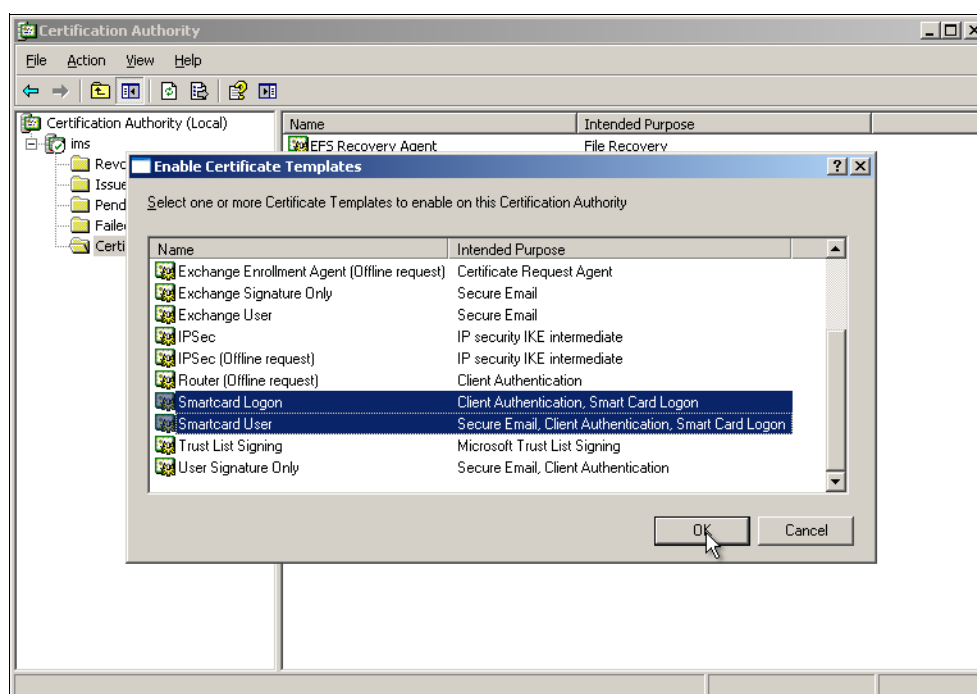 Certification Authority
File Action View Help
Certification Authority (Local)
Name Intended Purpose
ims
EFS Recovery Agent File Recovery
Revo
Enable Certificate Templates
Issue
Select one or more Certificate Templates to enable on this Certification Authority
Pend
Faile
Certi
Name Intended Purpose
Exchange Enrollment Agent (Offline request) Certificate Request Agent
Exchange Signature Only Secure Email
Exchange User Secure Email
IPSec IP security IKE intermediate
IPSec (Offline request) IP security IKE intermediate
Router (Offline request) Client Authentication
Smartcard Logon Client Authentication, Smart Card Logon
Smartcard User Secure Email, Client Authentication, Smart Card Logon
Trust List Signing Microsoft Trust List Signing
User Signature Only Secure Email, Client Authentication
OK Cancel